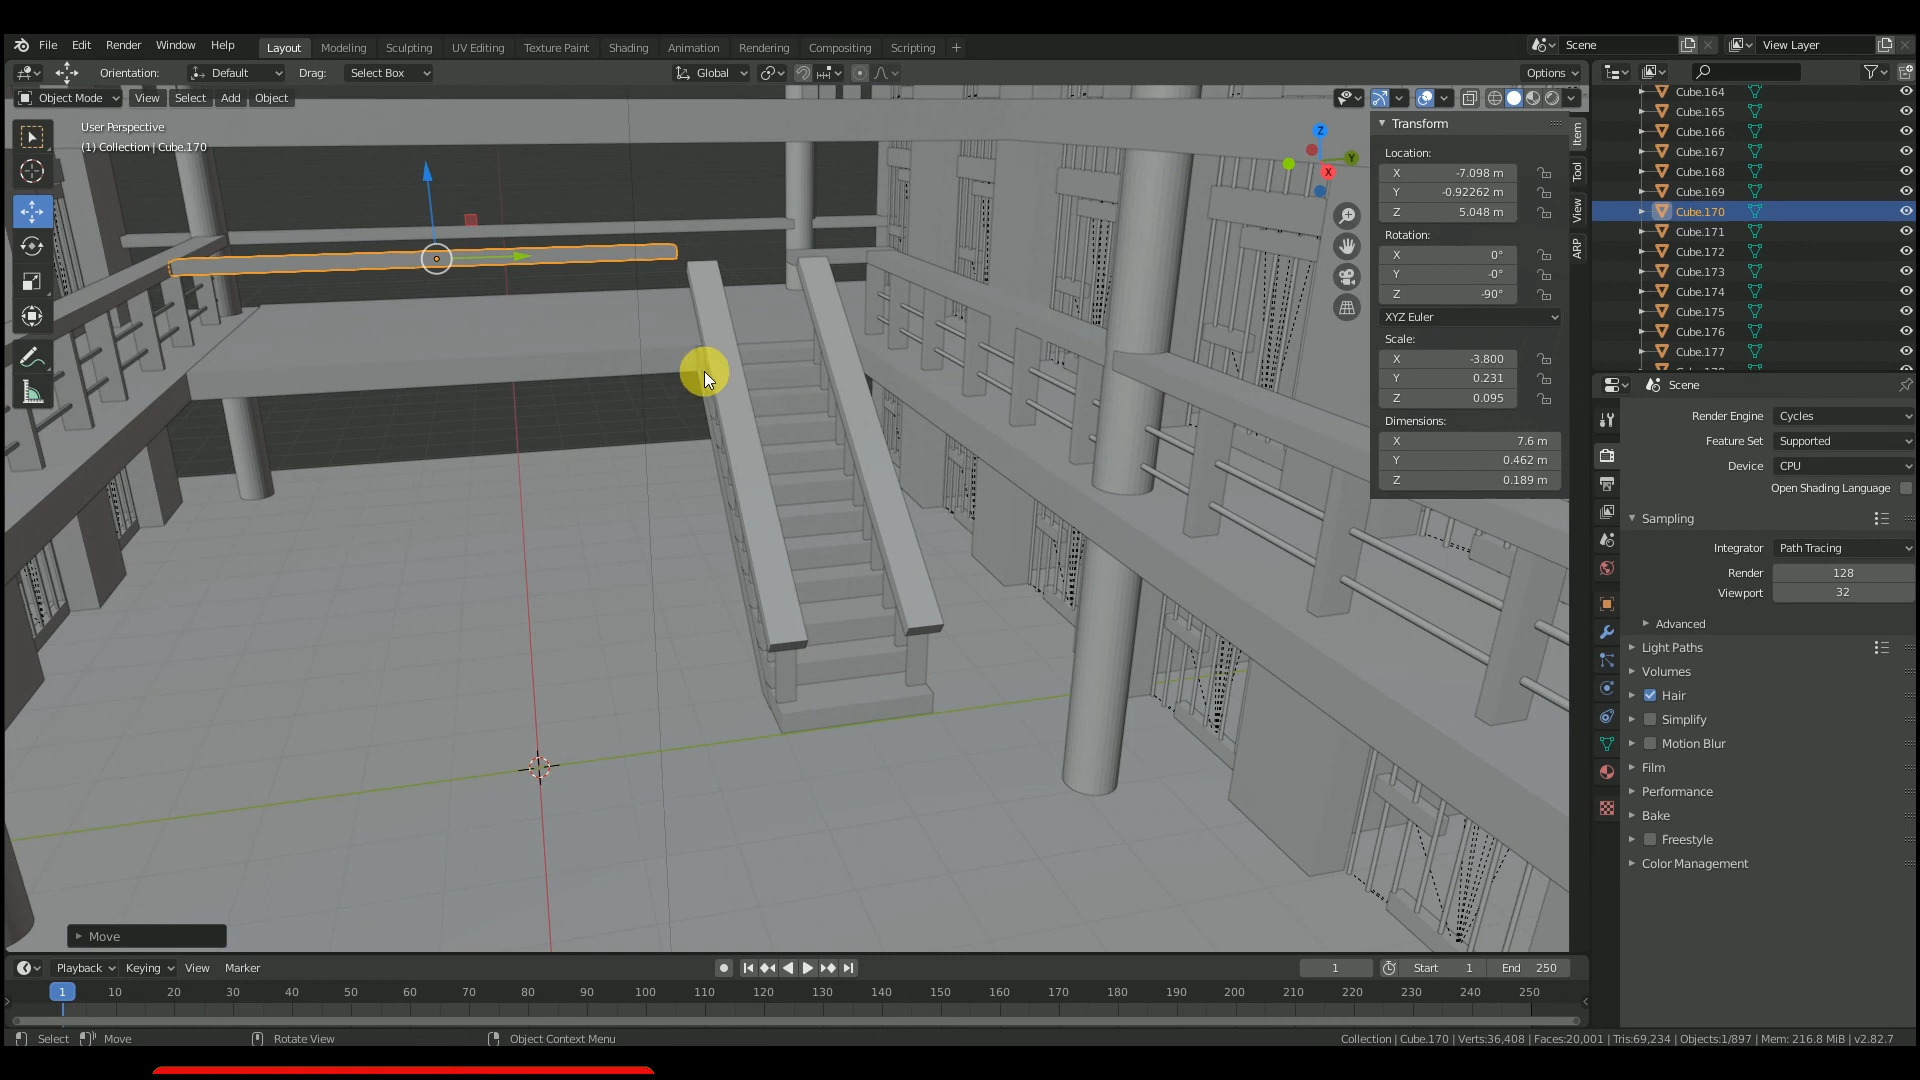 File Edit Render Window Help Layout Modeling Sculpting UV Editing Texture Paint Shading Animation Rendering Compositing Scripting + Scene View Layer
Orientation: Default Drag: Select Box Global Options
Object Mode View Select Add Object
User Perspective
(1) Collection | Cube.170
Z
Y
X
Transform
Location:
X -7.098 m
Y -0.92262 m
Z 5.048 m
Rotation:
X 0°
Y -0°
Z -90°
XYZ Euler
Scale:
X -3.800
Y 0.231
Z 0.095
Dimensions:
X 7.6 m
Y 0.462 m
Z 0.189 m
Item
Tool
View
ARP
Cube.164
Cube.165
Cube.166
Cube.167
Cube.168
Cube.169
Cube.170
Cube.171
Cube.172
Cube.173
Cube.174
Cube.175
Cube.176
Cube.177
Scene
Render Engine Cycles
Feature Set Supported
Device CPU
Open Shading Language
Sampling
Integrator Path Tracing
Render 128
Viewport 32
Advanced
Light Paths
Volumes
Hair
Simplify
Motion Blur
Film
Performance
Bake
Freestyle
Color Management
Move
Playback Keying View Marker 1 Start 1 End 250
1 10 20 30 40 50 60 70 80 90 100 110 120 130 140 150 160 170 180 190 200 210 220 230 240 250
Select Move Rotate View Object Context Menu Collection | Cube.170 | Verts:36,408 | Faces:20,001 | Tris:69,234 | Objects:1/897 | Mem: 216.8 MiB | v2.82.7